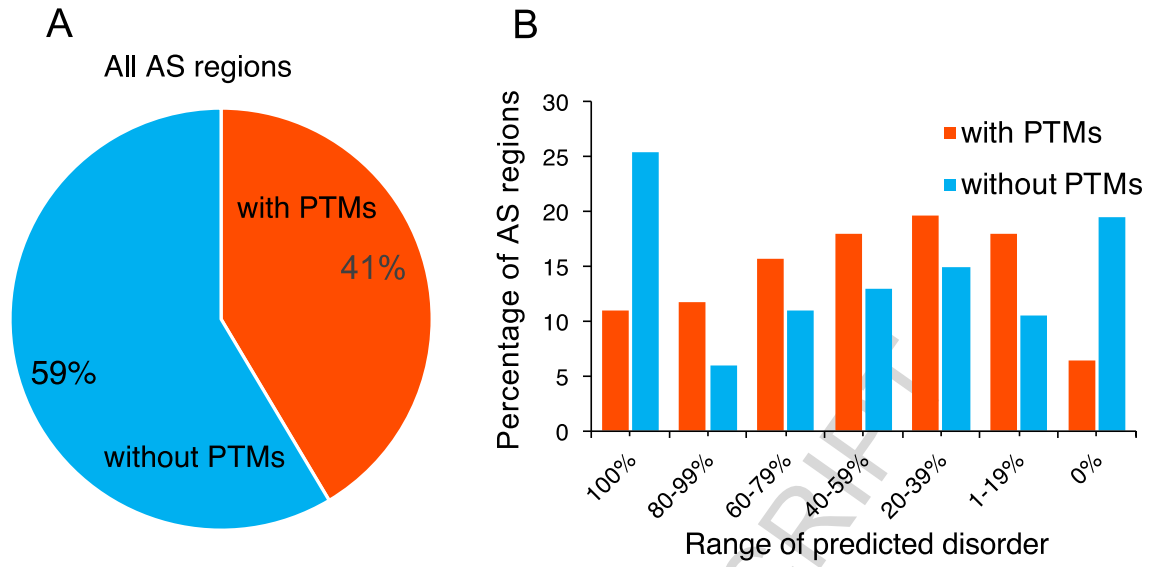 A
All AS regions
with PTMs
41%
59%
without PTMs
B
Percentage of AS regions
30
25
20
15
10
5
0
with PTMs
without PTMs
100%
80-99%
60-79%
40-59%
20-39%
1-19%
0%
Range of predicted disorder